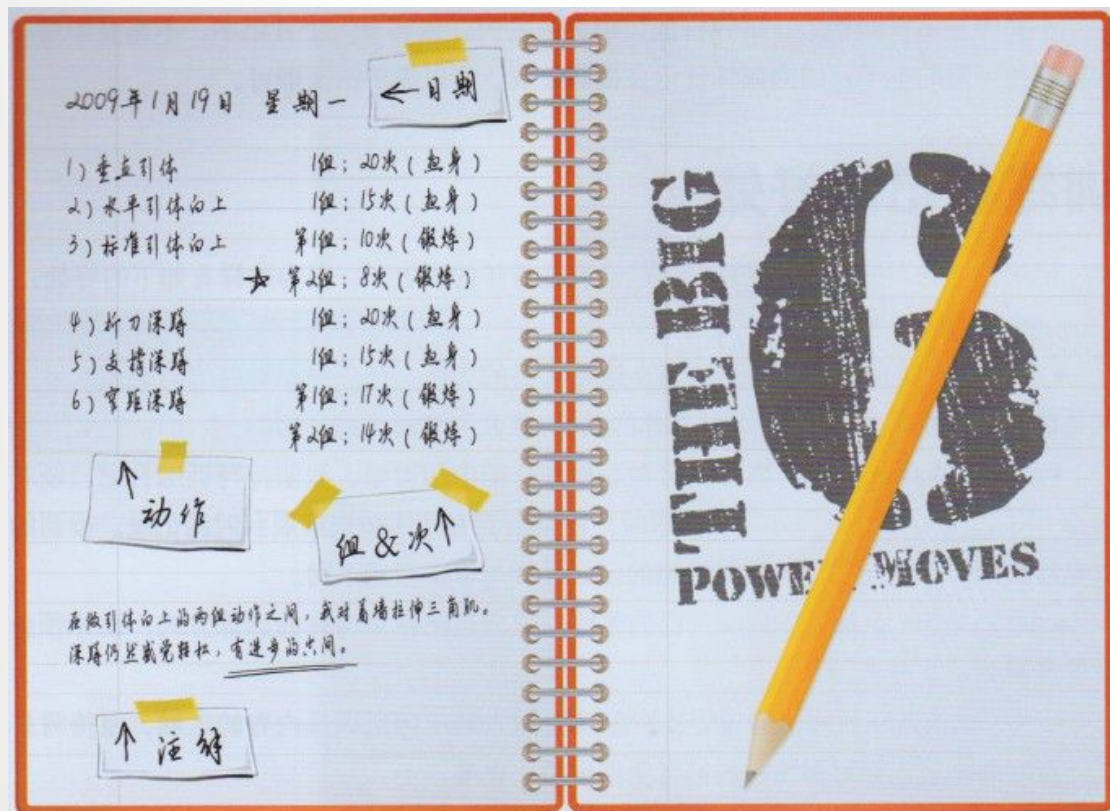 2009年1月19日 星期一
←日期
1) 垂直引体 1组; 20次 (热身)
2) 水平引体向上 1组; 15次 (热身)
3) 标准引体向上 第1组; 10次 (锻炼)
☆ 第2组; 8次 (锻炼)
4) 折刀深蹲 1组; 20次 (热身)
5) 支撑深蹲 1组; 15次 (热身)
6) 窄距深蹲 第1组; 17次 (锻炼)
第2组; 14次 (锻炼)
↑动作
组&次↑
在做引体向上的两组动作之间，我对着墙拉伸三角肌。
深蹲仍然感觉轻松，有进步的空间。
↑注解
THE BIG
6
POWER MOVES